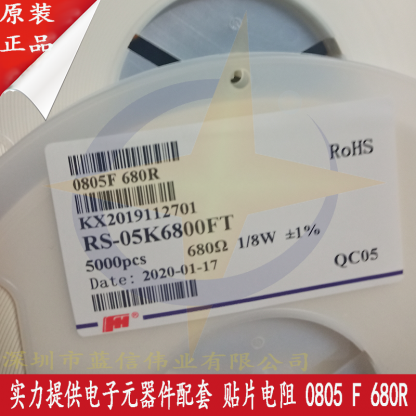 原装
正品
RoHS
0805F 680R
KX2019112701
RS-05K6800FT
680Ω 1/8W ±1%
5000pcs
Date: 2020-01-17
QC05
深圳市蓝信伟业有限公司
实力提供电子元器件配套 贴片电阻 0805 F 680R